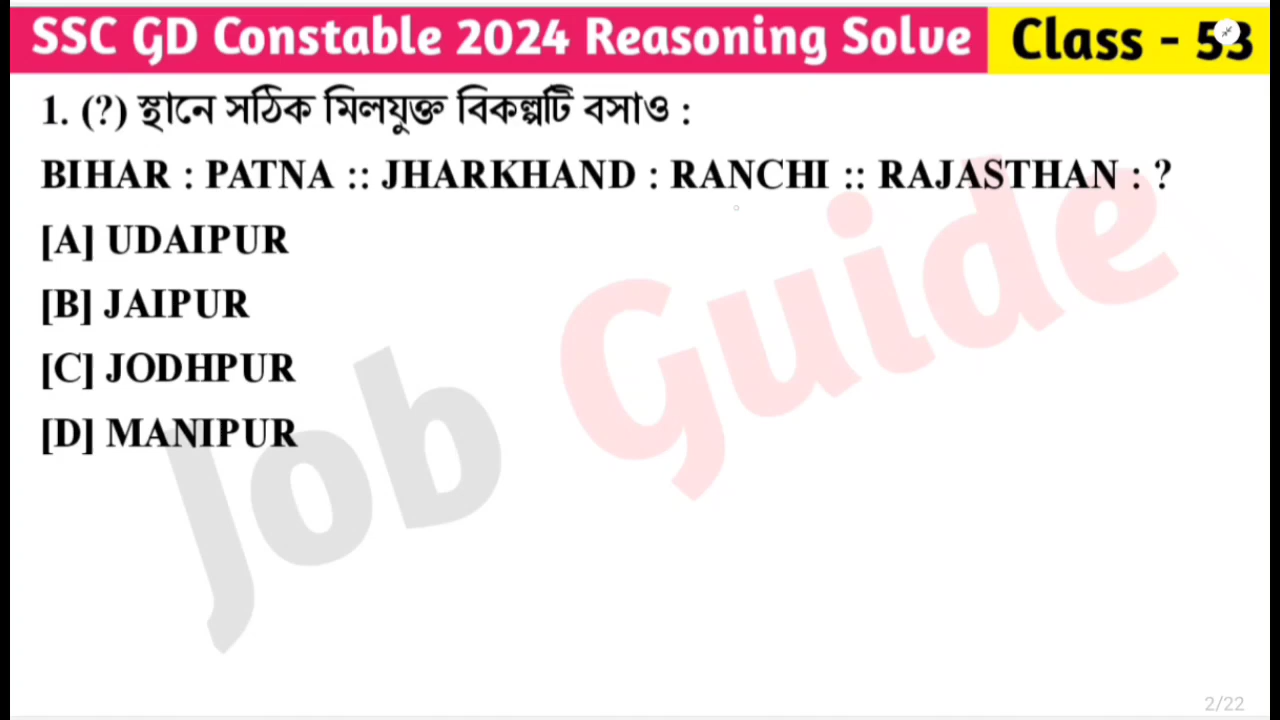 SSC GD Constable 2024 Reasoning Solve Class - 53
1. (?) স্থানে সঠিক মিলযুক্ত বিকল্পটি বসাও :
BIHAR : PATNA :: JHARKHAND : RANCHI :: RAJASTHAN : ?
[A] UDAIPUR
[B] JAIPUR
[C] JODHPUR
[D] MANIPUR
Job Guide
2/22